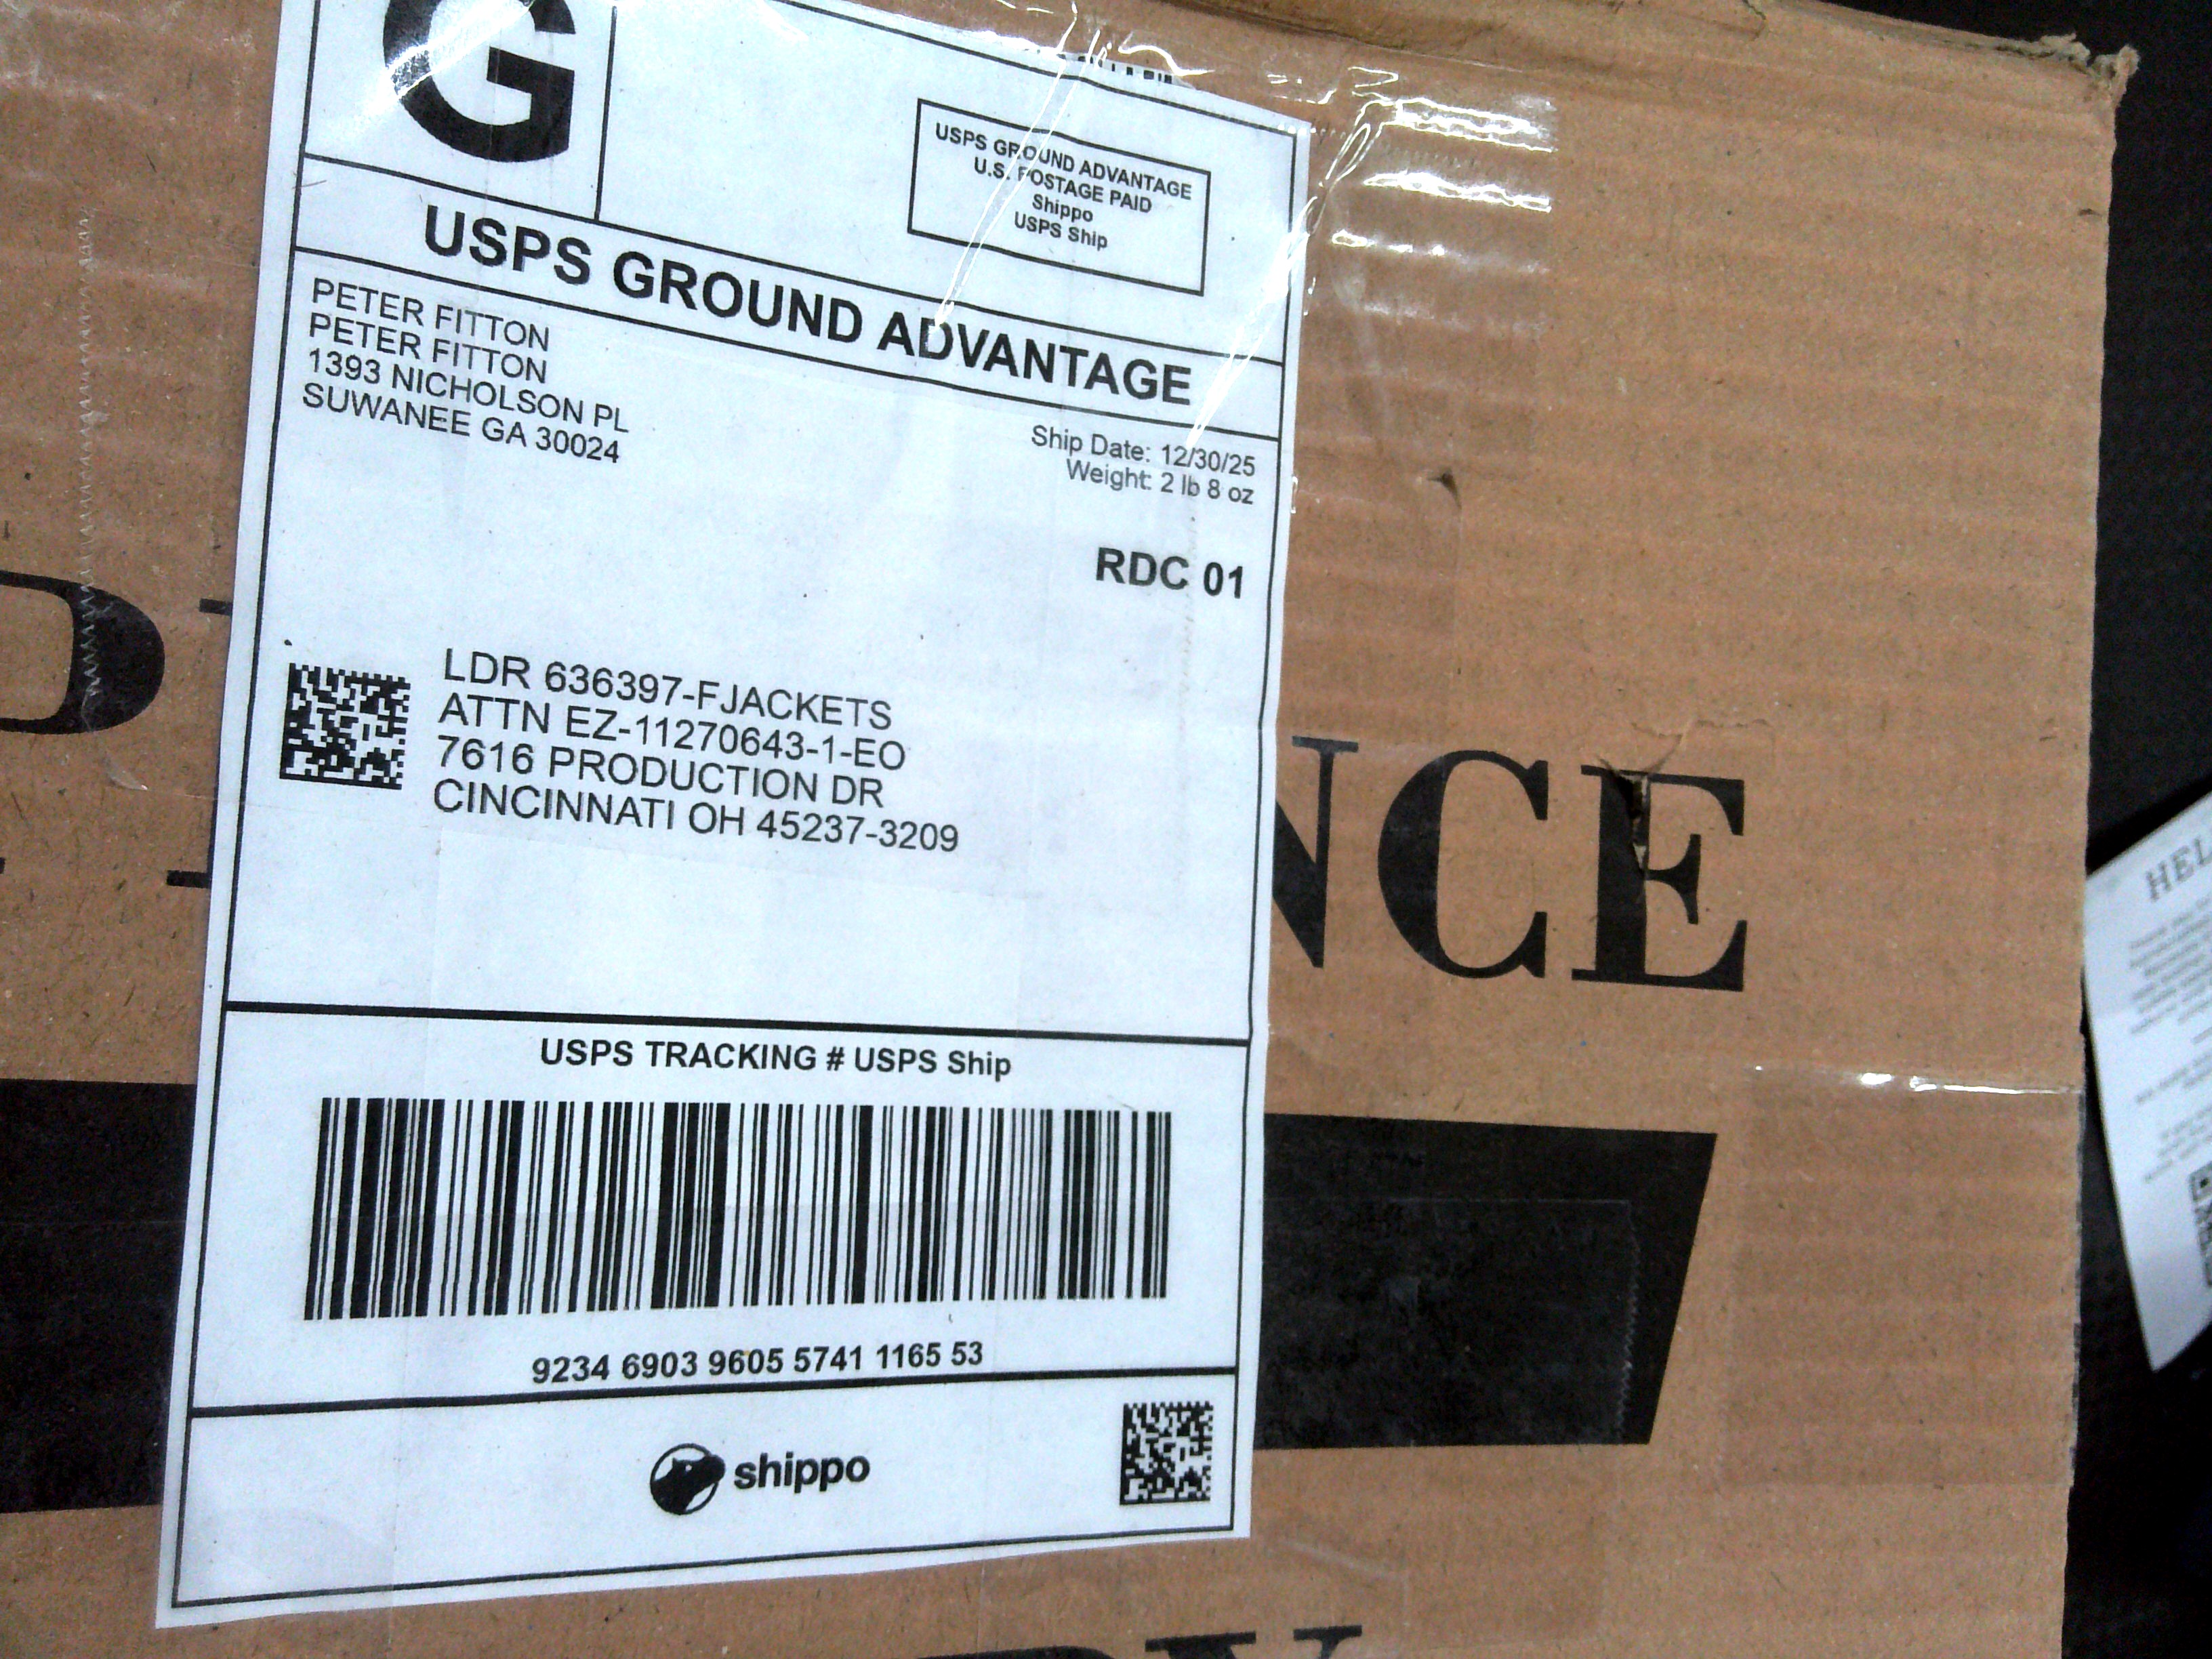 G
USPS GROUND ADVANTAGE
U.S. POSTAGE PAID
Shippo
USPS Ship
USPS GROUND ADVANTAGE
PETER FITTON
PETER FITTON
1393 NICHOLSON PL
SUWANEE GA 30024
Ship Date: 12/30/25
Weight: 2 lb 8 oz
RDC 01
LDR 636397-FJACKETS
ATTN EZ-11270643-1-EO
7616 PRODUCTION DR
CINCINNATI OH 45237-3209
USPS TRACKING # USPS Ship
9234 6903 9605 5741 1165 53
shippo
NCE
HEL